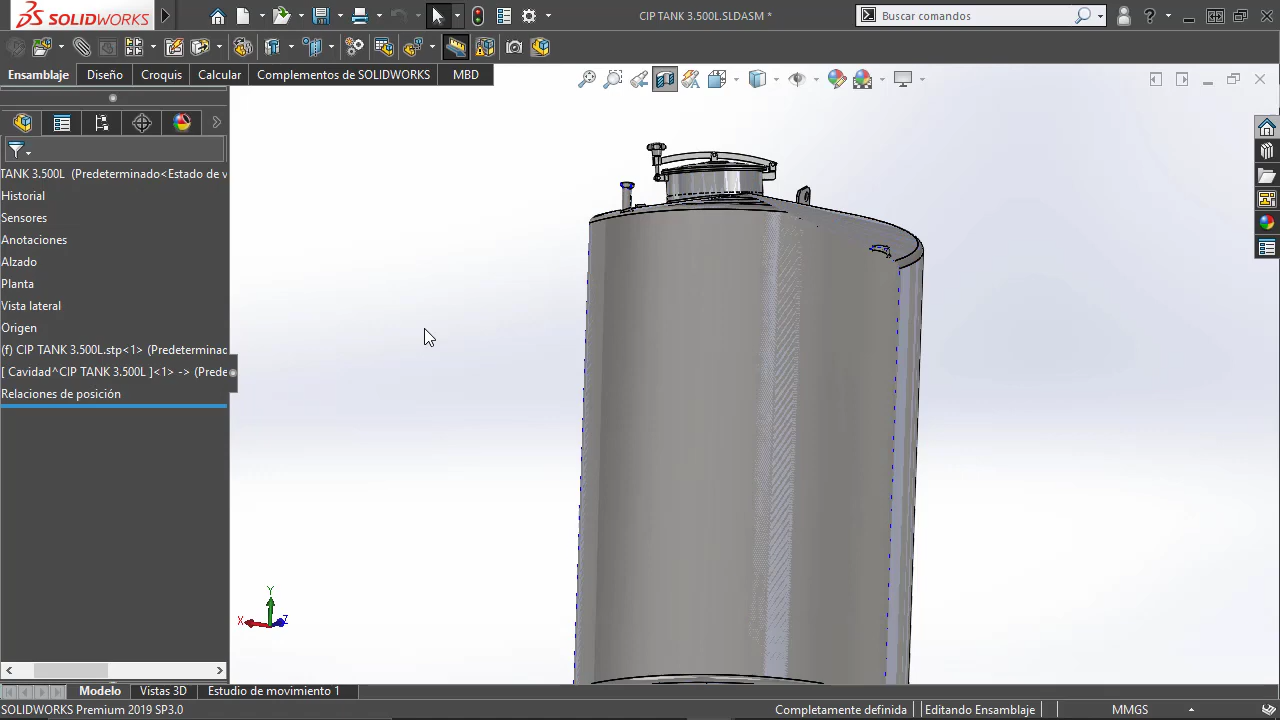 SOLIDWORKS
CIP TANK 3.500L.SLDASM *
Buscar comandos
Ensamblaje
Diseño
Croquis
Calcular
Complementos de SOLIDWORKS
MBD
TANK 3.500L (Predeterminado<Estado de v
Historial
Sensores
Anotaciones
Alzado
Planta
Vista lateral
Origen
(f) CIP TANK 3.500L.stp<1> (Predeterminac
[ Cavidad^CIP TANK 3.500L ]<1> -> (Prede
Relaciones de posición
Y
X
Z
Modelo
Vistas 3D
Estudio de movimiento 1
SOLIDWORKS Premium 2019 SP3.0
Completamente definida
Editando Ensamblaje
MMGS